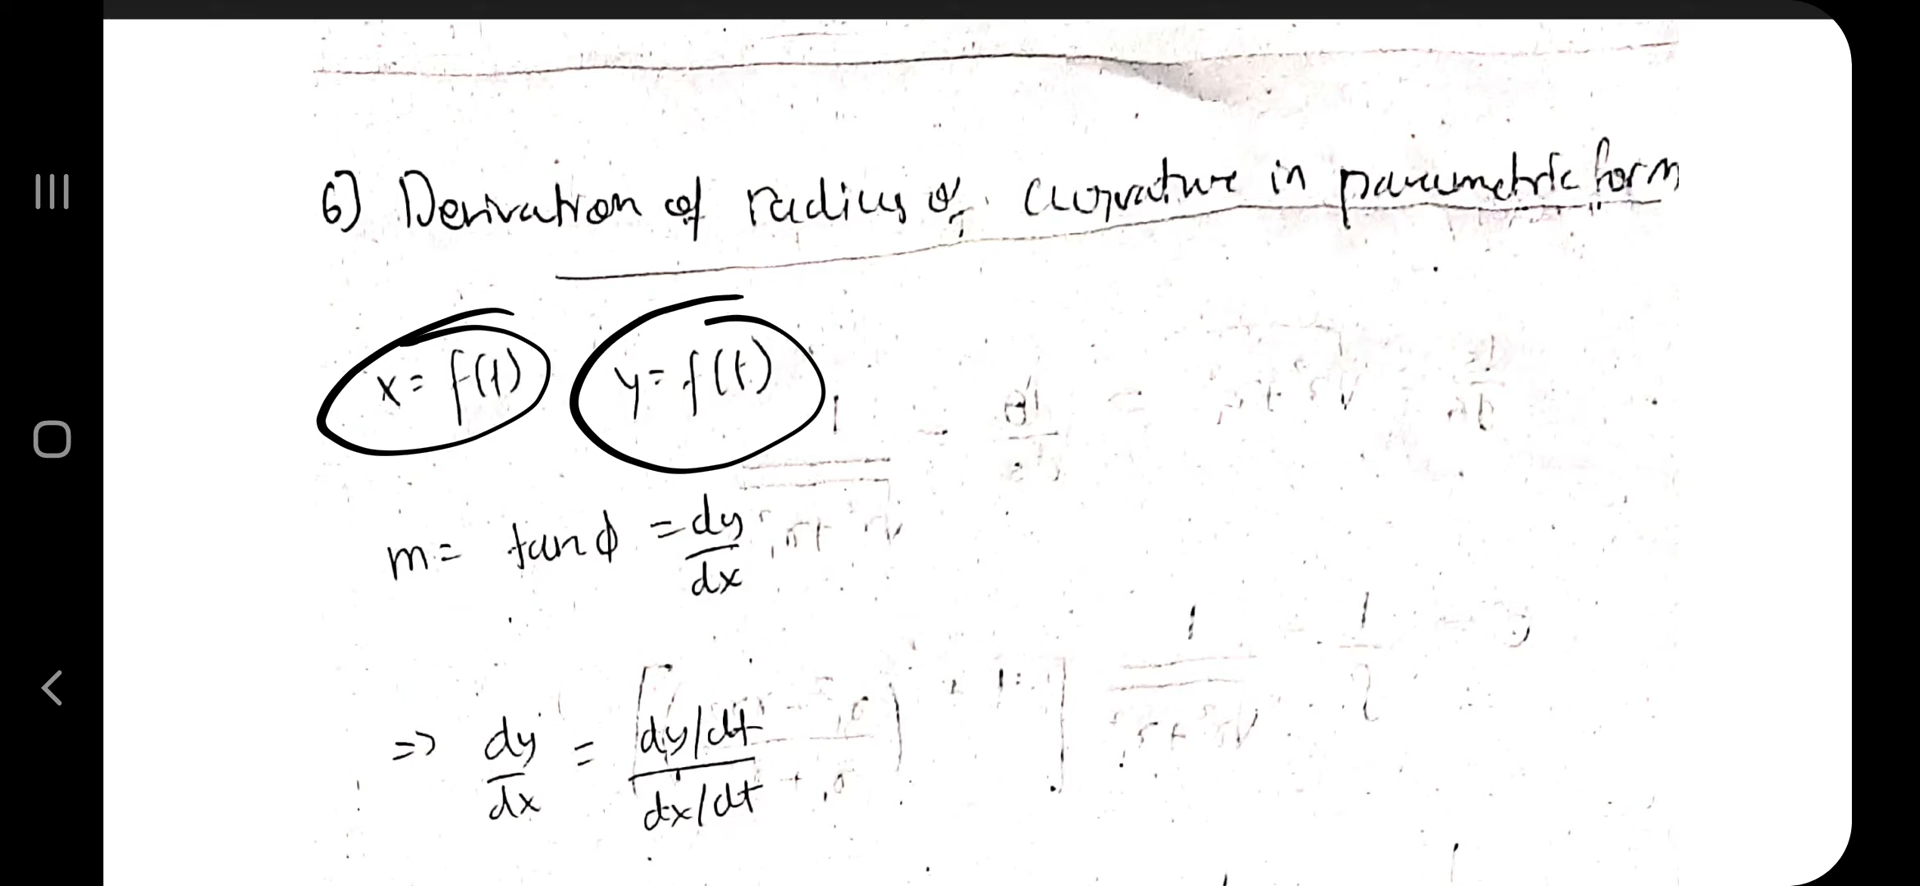 6) Derivation of radius of curvature in parametric form
x = f(t) y = f(t)
m = tan ϕ = dy/dx
=> dy/dx = (dy/dt)/(dx/dt)